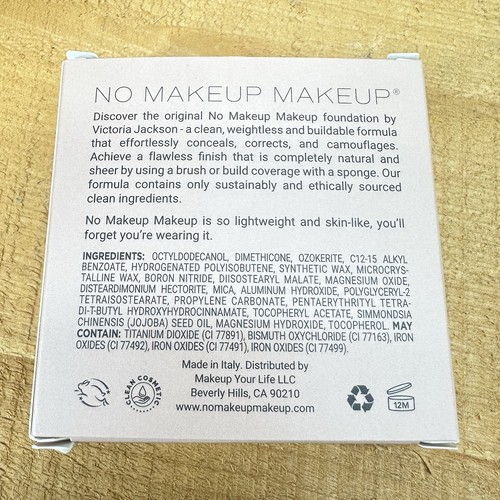 NO MAKEUP MAKEUP®
Discover the original No Makeup Makeup foundation by
Victoria Jackson - a clean, weightless and buildable formula
that effortlessly conceals, corrects, and camouflages.
Achieve a flawless finish that is completely natural and
sheer by using a brush or build coverage with a sponge. Our
formula contains only sustainably and ethically sourced
clean ingredients.
No Makeup Makeup is so lightweight and skin-like, you'll
forget you're wearing it.
INGREDIENTS: OCTYLDODECANOL, DIMETHICONE, OZOKERITE, C12-15 ALKYL
BENZOATE, HYDROGENATED POLYISOBUTENE, SYNTHETIC WAX, MICROCRYS-
TALLINE WAX, BORON NITRIDE, DIISOSTEARYL MALATE, MAGNESIUM OXIDE,
DISTEARDIMONIUM HECTORITE, MICA, ALUMINUM HYDROXIDE, POLYGLYCERYL-2
TETRAISOSTEARATE, PROPYLENE CARBONATE, PENTAERYTHRITYL TETRA-
DI-T-BUTYL HYDROXYHYDROCINNAMATE, TOCOPHERYL ACETATE, SIMMONDSIA
CHINENSIS (JOJOBA) SEED OIL, MAGNESIUM HYDROXIDE, TOCOPHEROL. MAY
CONTAIN: TITANIUM DIOXIDE (CI 77891), BISMUTH OXYCHLORIDE (CI 77163), IRON
OXIDES (CI 77492), IRON OXIDES (CI 77491), IRON OXIDES (CI 77499).
Made in Italy. Distributed by
Makeup Your Life LLC
Beverly Hills, CA 90210
www.nomakeupmakeup.com
CLEAN COSMETIC
12M